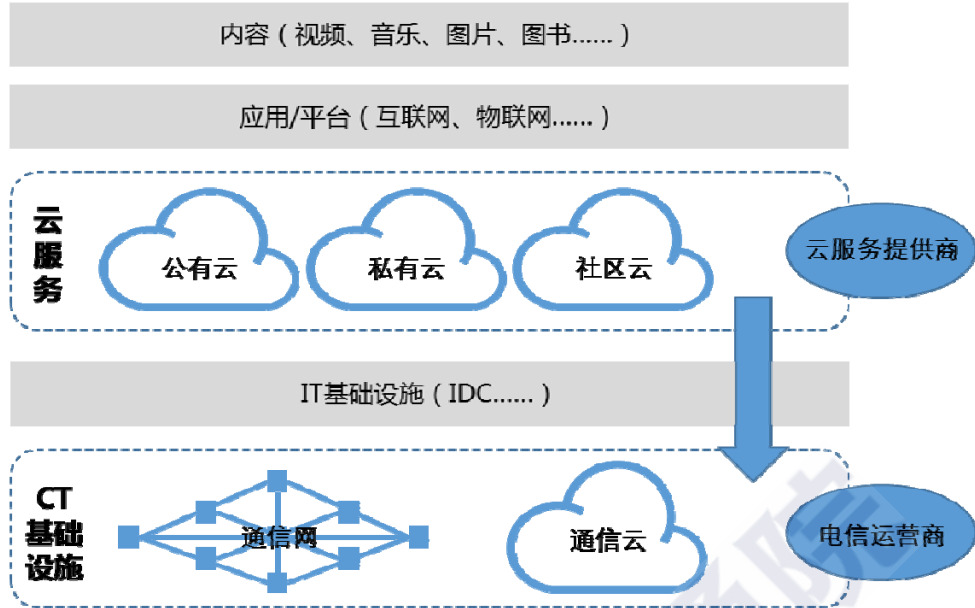 内容（视频、音乐、图片、图书……）
应用/平台（互联网、物联网……）
云
服
务
公有云
私有云
社区云
云服务提供商
IT基础设施（IDC……）
CT
基础
设施
通信网
通信云
电信运营商
院